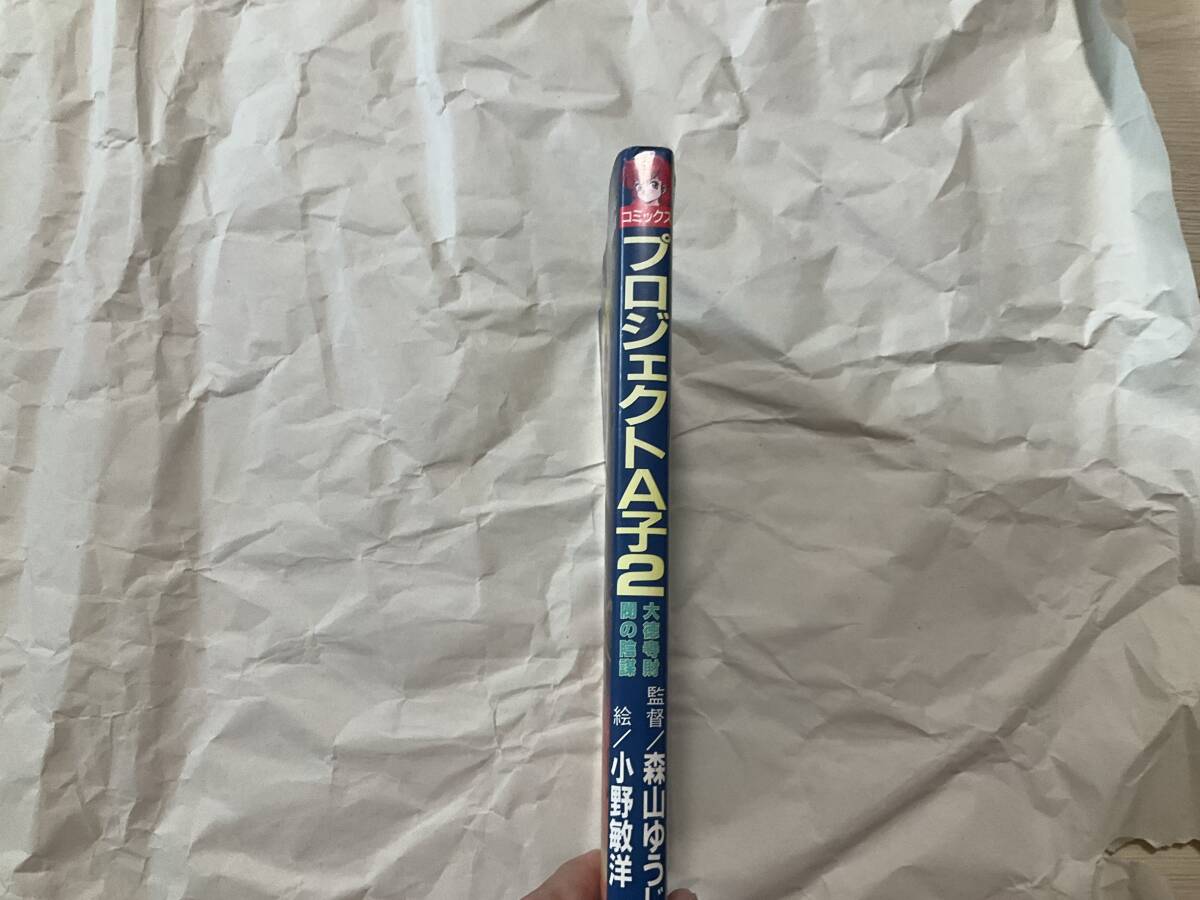 コミックス
プロジェクトA子2
大徳寺財
閥の陰謀
監督/森山ゆうじ
絵/小野敏洋